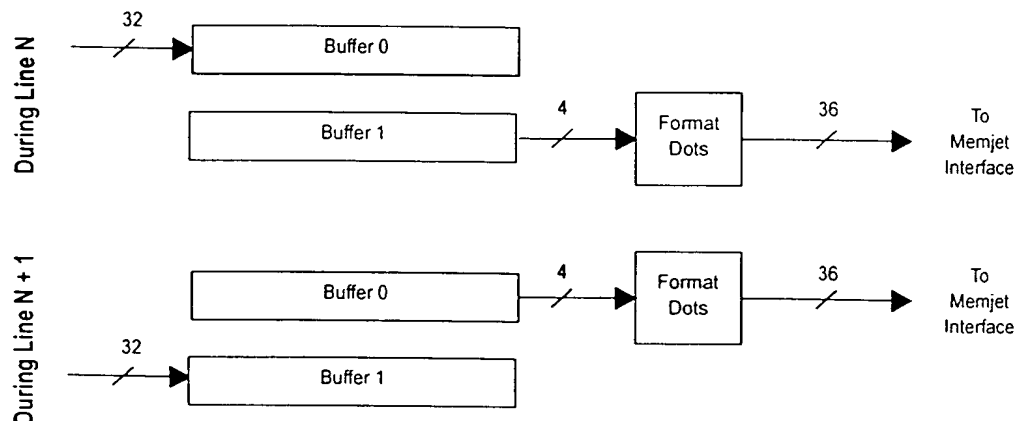 During Line N
32
Buffer 0
Buffer 1
4
Format
Dots
36
To
Memjet
Interface
During Line N + 1
Buffer 0
4
Format
Dots
36
To
Memjet
Interface
32
Buffer 1